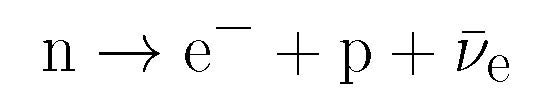 n → e⁻ + p + ν̄ₑ